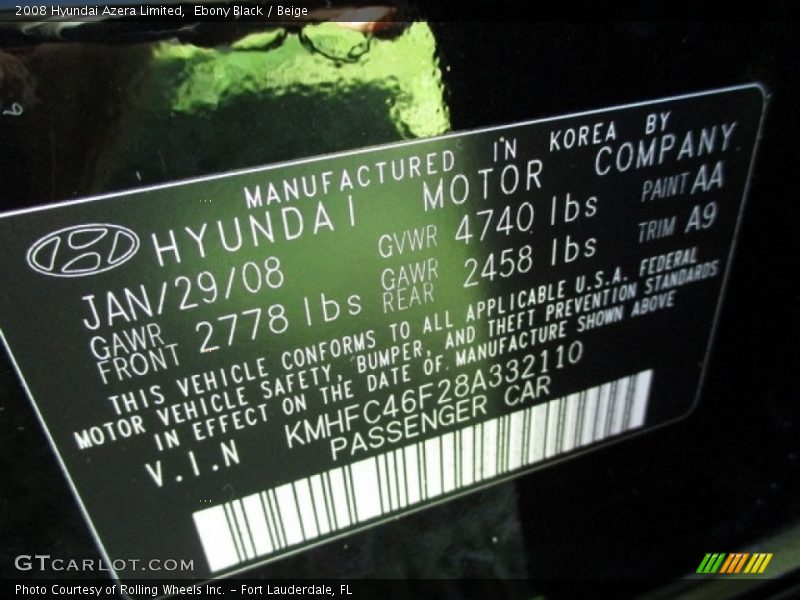 2008 Hyundai Azera Limited, Ebony Black / Beige
MANUFACTURED IN KOREA BY
HYUNDAI MOTOR COMPANY
JAN/29/08 GVWR 4740 lbs PAINT AA
GAWR FRONT 2778 lbs GAWR REAR 2458 lbs TRIM A9
THIS VEHICLE CONFORMS TO ALL APPLICABLE U.S.A. FEDERAL
MOTOR VEHICLE SAFETY, BUMPER, AND THEFT PREVENTION STANDARDS
IN EFFECT ON THE DATE OF MANUFACTURE SHOWN ABOVE
V.I.N KMHFC46F28A332110
PASSENGER CAR
GTCARLOT.COM
Photo Courtesy of Rolling Wheels Inc. – Fort Lauderdale, FL